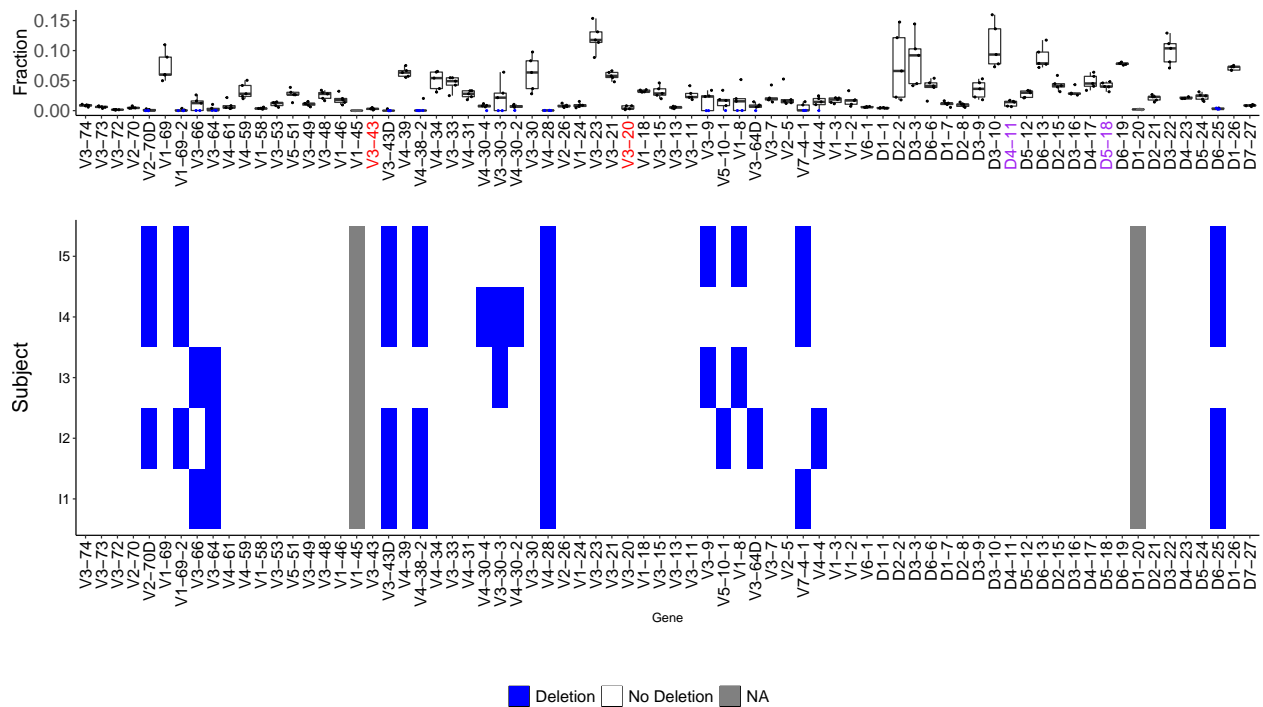 Fraction
0.15
0.10
0.05
0.00
V3−74 V3−73 V3−72 V2−70 V2−70D V1−69 V1−69−2 V3−66 V3−64 V4−61 V4−59 V1−58 V3−53 V5−51 V3−49 V3−48 V1−46 V1−45 V3−43 V3−43D V4−39 V4−38−2 V4−34 V3−33 V4−31 V4−30−4 V3−30−3 V4−30−2 V3−30 V4−28 V2−26 V1−24 V3−23 V3−21 V3−20 V1−18 V3−15 V3−13 V3−11 V3−9 V5−10−1 V1−8 V3−64D V3−7 V2−5 V7−4−1 V4−4 V1−3 V1−2 V6−1 D1−1 D2−2 D3−3 D6−6 D1−7 D2−8 D3−9 D3−10 D4−11 D5−12 D6−13 D2−15 D3−16 D4−17 D5−18 D6−19 D1−20 D2−21 D3−22 D4−23 D5−24 D6−25 D1−26 D7−27
Subject
I5
I4
I3
I2
I1
V3−74 V3−73 V3−72 V2−70 V2−70D V1−69 V1−69−2 V3−66 V3−64 V4−61 V4−59 V1−58 V3−53 V5−51 V3−49 V3−48 V1−46 V1−45 V3−43 V3−43D V4−39 V4−38−2 V4−34 V3−33 V4−31 V4−30−4 V3−30−3 V4−30−2 V3−30 V4−28 V2−26 V1−24 V3−23 V3−21 V3−20 V1−18 V3−15 V3−13 V3−11 V3−9 V5−10−1 V1−8 V3−64D V3−7 V2−5 V7−4−1 V4−4 V1−3 V1−2 V6−1 D1−1 D2−2 D3−3 D6−6 D1−7 D2−8 D3−9 D3−10 D4−11 D5−12 D6−13 D2−15 D3−16 D4−17 D5−18 D6−19 D1−20 D2−21 D3−22 D4−23 D5−24 D6−25 D1−26 D7−27
Gene
Deletion No Deletion NA